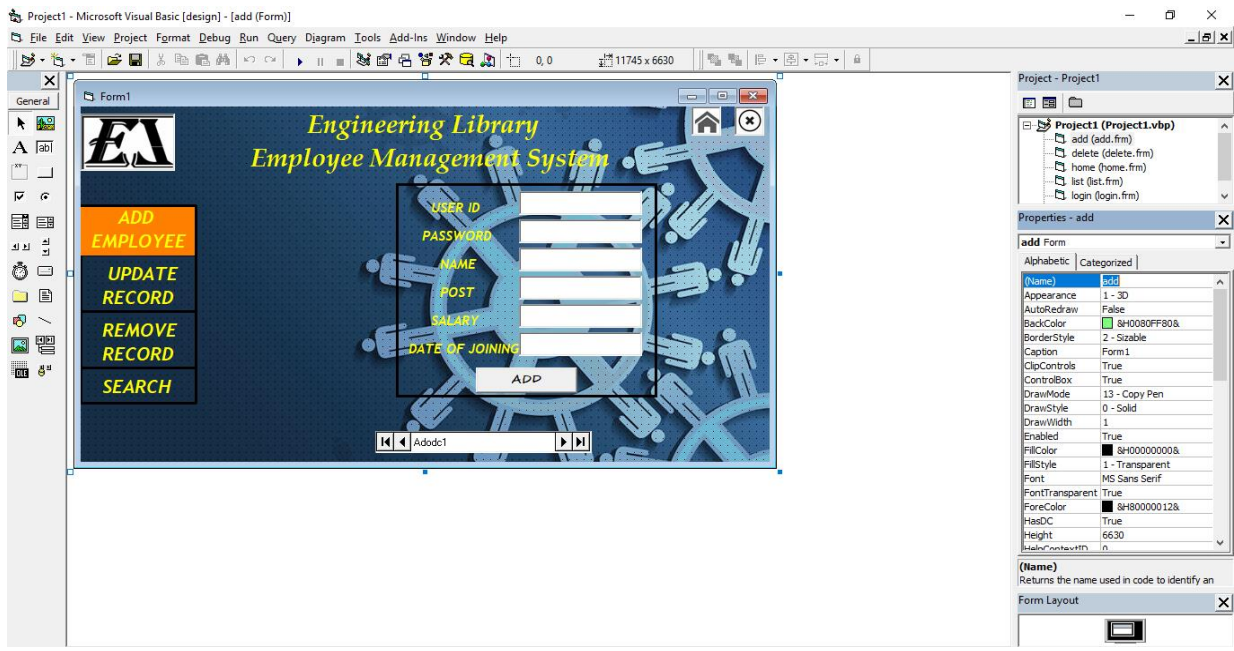 Project1 - Microsoft Visual Basic [design] - [add (Form)]
File Edit View Project Format Debug Run Query Diagram Tools Add-Ins Window Help
0, 0 11745 x 6630
General
A ab|
OLE
Form1
Engineering Library
Employee Management System
ADD
EMPLOYEE
UPDATE
RECORD
REMOVE
RECORD
SEARCH
USER ID
PASSWORD
NAME
POST
SALARY
DATE OF JOINING
ADD
Adodc1
Project - Project1
Project1 (Project1.vbp)
add (add.frm)
delete (delete.frm)
home (home.frm)
list (list.frm)
login (login.frm)
Properties - add
add Form
Alphabetic Categorized
(Name) add
Appearance 1 - 3D
AutoRedraw False
BackColor &H0080FF80&
BorderStyle 2 - Sizable
Caption Form1
ClipControls True
ControlBox True
DrawMode 13 - Copy Pen
DrawStyle 0 - Solid
DrawWidth 1
Enabled True
FillColor &H00000000&
FillStyle 1 - Transparent
Font MS Sans Serif
FontTransparent True
ForeColor &H80000012&
HasDC True
Height 6630
HelpContextID 0
(Name)
Returns the name used in code to identify an
Form Layout